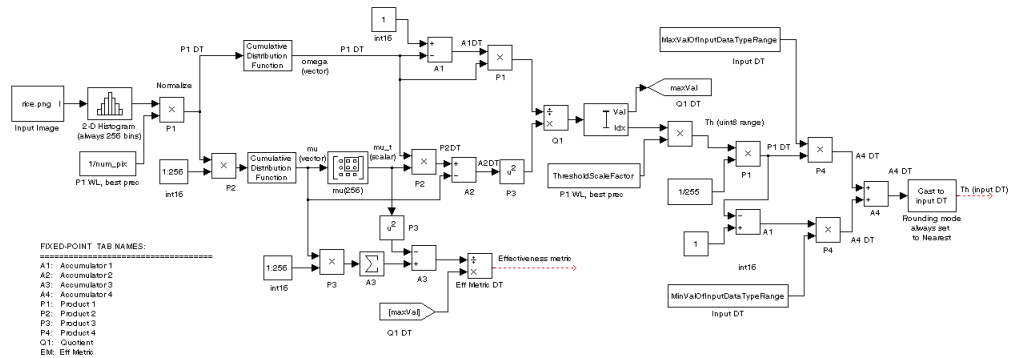 rice.png
I
Input Image
2-D Histogram
(always 256 bins)
1/num_pix
P1 WL, best prec
Normalize
×
P1
P1 DT
1:256
int16
×
P2
Cumulative
Distribution
Function
P1 DT
omega
(vector)
Cumulative
Distribution
Function
mu
(vector)
mu(256)
mu_t
(scalar)
1
int16
+
−
A1
A1DT
×
P1
×
P2
P2DT
+
−
A2
A2DT
u²
P3
u²
P3
1:256
int16
×
P3
Σ
A3
−
+
A3
÷
×
Eff Metric DT
Effectiveness metric
[maxVal]
Q1 DT
÷
×
Q1
Val
Idx
maxVal
Q1 DT
ThresholdScaleFactor
P1 WL, best prec
×
P1
Th (uint8 range)
1/255
×
P1
P1 DT
MaxValOfInputDataTypeRange
Input DT
×
P4
A4 DT
−
+
A1
1
int16
×
P4
A4 DT
MinValOfInputDataTypeRange
Input DT
+
+
A4
A4 DT
Cast to
input DT
Rounding mode
always set
to Nearest
Th (input DT)
FIXED-POINT TAB NAMES:
==================================
A1: Accumulator 1
A2: Accumulator 2
A3: Accumulator 3
A4: Accumulator 4
P1: Product 1
P2: Product 2
P3: Product 3
P4: Product 4
Q1: Quotient
EM: Eff Metric